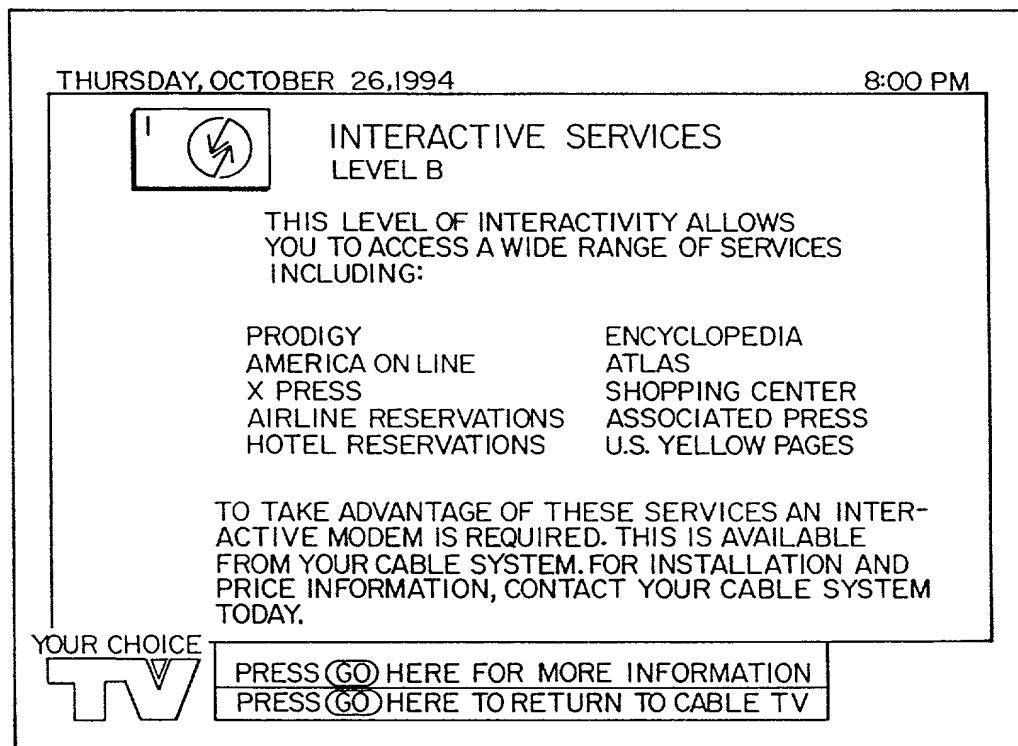 THURSDAY, OCTOBER 26, 1994 8:00 PM
I
INTERACTIVE SERVICES
LEVEL B
THIS LEVEL OF INTERACTIVITY ALLOWS
YOU TO ACCESS A WIDE RANGE OF SERVICES
INCLUDING:
PRODIGY ENCYCLOPEDIA
AMERICA ON LINE ATLAS
X PRESS SHOPPING CENTER
AIRLINE RESERVATIONS ASSOCIATED PRESS
HOTEL RESERVATIONS U.S. YELLOW PAGES
TO TAKE ADVANTAGE OF THESE SERVICES AN INTER-
ACTIVE MODEM IS REQUIRED. THIS IS AVAILABLE
FROM YOUR CABLE SYSTEM. FOR INSTALLATION AND
PRICE INFORMATION, CONTACT YOUR CABLE SYSTEM
TODAY.
YOUR CHOICE
TV
PRESS GO HERE FOR MORE INFORMATION
PRESS GO HERE TO RETURN TO CABLE TV